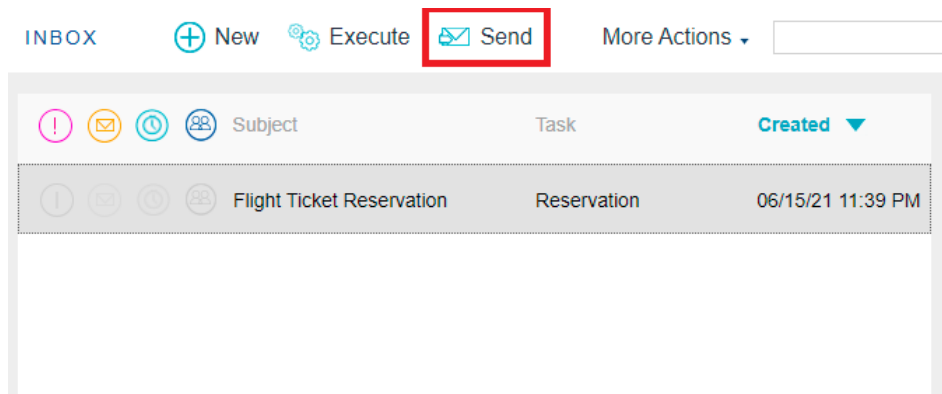 INBOX New Execute Send More Actions
Subject Task Created
Flight Ticket Reservation Reservation 06/15/21 11:39 PM